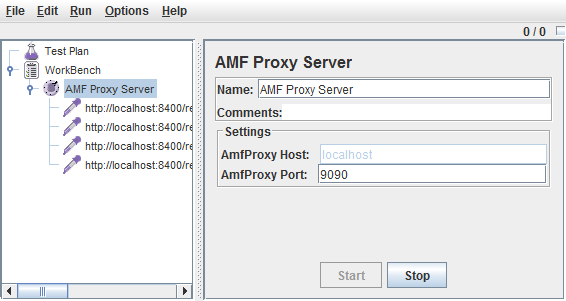 File Edit Run Options Help
0 / 0
Test Plan
WorkBench
AMF Proxy Server
http://localhost:8400/re
http://localhost:8400/re
http://localhost:8400/re
http://localhost:8400/re
AMF Proxy Server
Name: AMF Proxy Server
Comments:
Settings
AmfProxy Host: localhost
AmfProxy Port: 9090
Start Stop